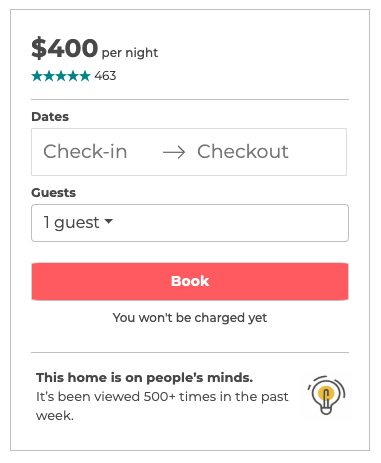 $400 per night
463
Dates
Check-in → Checkout
Guests
1 guest
Book
You won't be charged yet
This home is on people’s minds.
It’s been viewed 500+ times in the past
week.